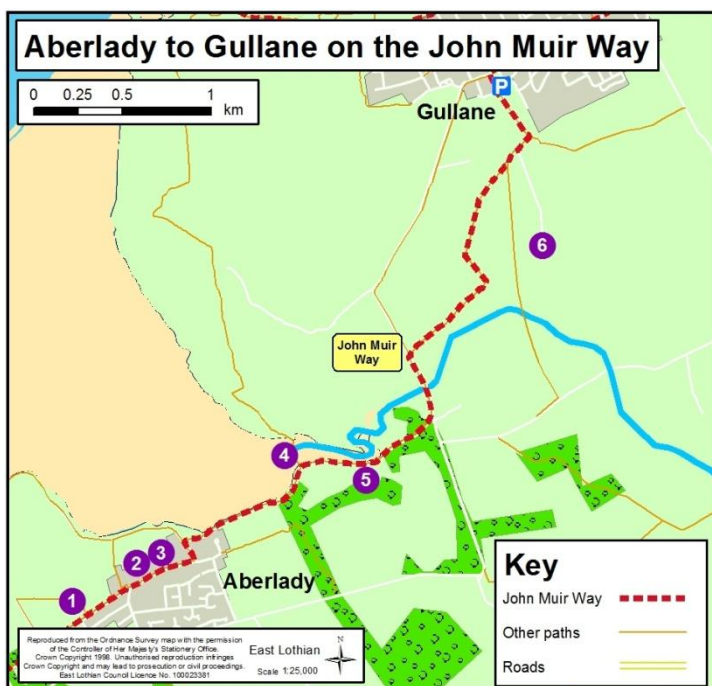 Aberlady to Gullane on the John Muir Way
0 0.25 0.5 1
km
P
Gullane
6
John Muir
Way
4
5
3
2
1
Aberlady
Key
John Muir Way
Other paths
Roads
Reproduced from the Ordnance Survey map with the permission
of the Controller of Her Majesty's Stationery Office.
Crown Copyright 1998. Unauthorised reproduction infringes
Crown Copyright and may lead to prosecution or civil proceedings.
East Lothian Council Licence No. 100023381
East Lothian
Scale 1:25,000
N